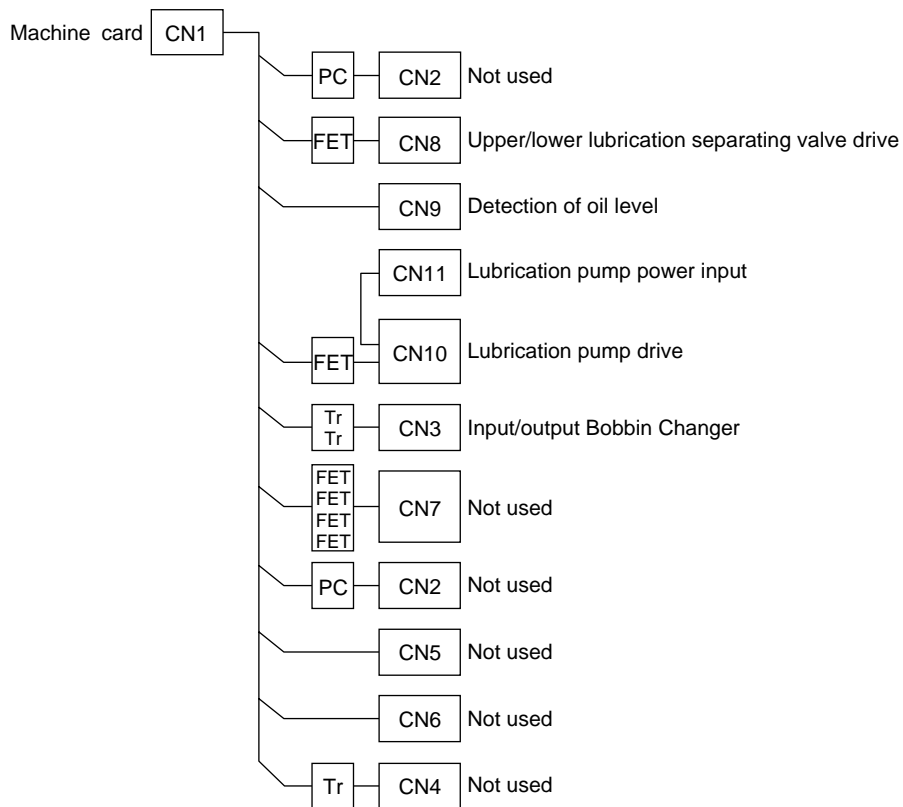 Machine card CN1
PC CN2 Not used
FET CN8 Upper/lower lubrication separating valve drive
CN9 Detection of oil level
CN11 Lubrication pump power input
FET CN10 Lubrication pump drive
Tr
Tr
CN3 Input/output Bobbin Changer
FET
FET
FET
FET
CN7 Not used
PC CN2 Not used
CN5 Not used
CN6 Not used
Tr CN4 Not used